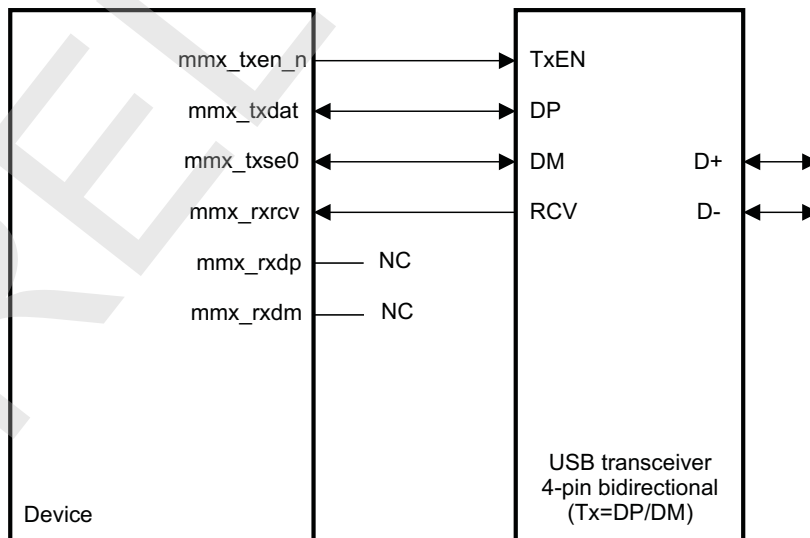 mmx_txen_n TxEN
mmx_txdat DP
mmx_txse0 DM D+
mmx_rxrcv RCV D-
mmx_rxdp NC
mmx_rxdm NC
USB transceiver
4-pin bidirectional
(Tx=DP/DM)
Device